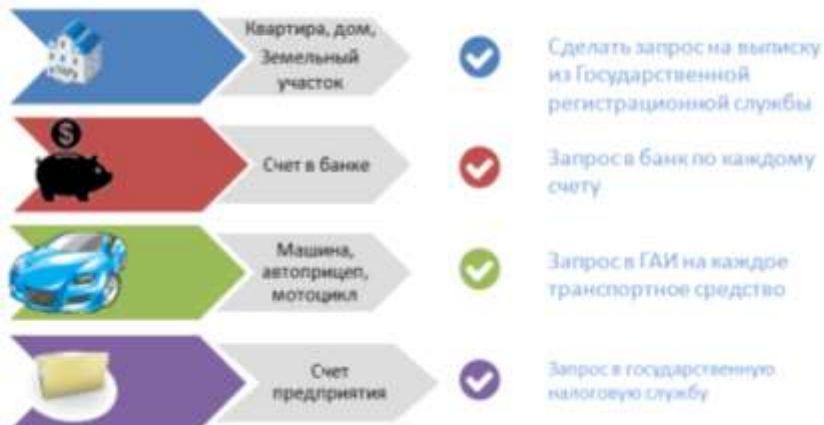 Квартира, дом,
Земельный
участок
Сделать запрос на выписку
из Государственной
регистрационной службы
$
Счет в банке
Запрос в банк по каждому
счету
Машина,
автоприцеп,
мотоцикл
Запрос в ГАИ на каждое
транспортное средство
Счет
предприятия
Запрос в государственную
налоговую службу